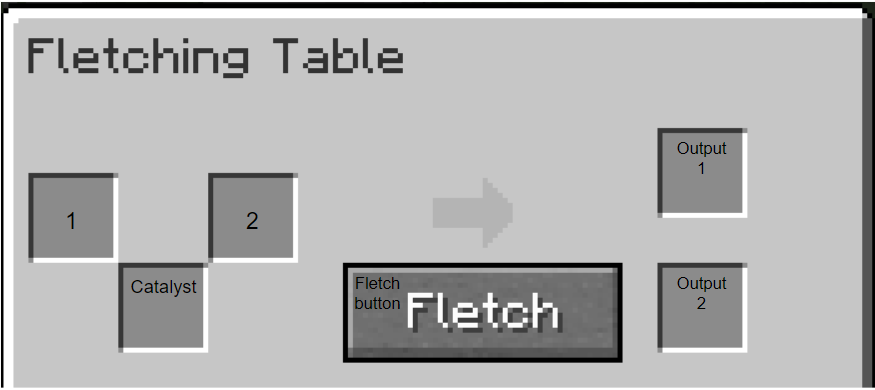 Fletching Table
1
2
Catalyst
Fletch
button
Fletch
Output
1
Output
2